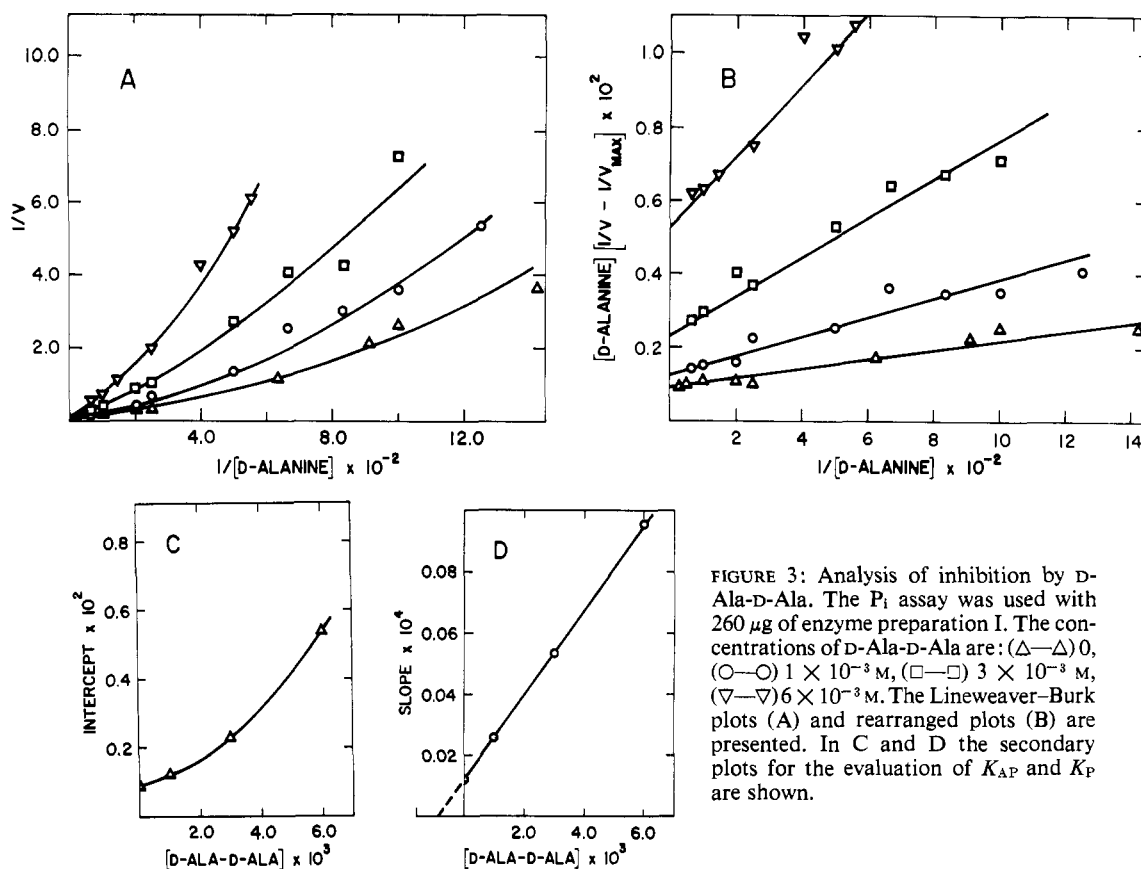 A
10.0
8.0
6.0
4.0
2.0
I/V
4.0 8.0 12.0
I/[D-ALANINE] x 10⁻²
B
1.0
0.8
0.6
0.4
0.2
[D-ALANINE] [I/V - I/V_MAX] x 10²
2 4 6 8 10 12 14
I/[D-ALANINE] x 10⁻²
C
0.8
0.6
0.4
0.2
INTERCEPT x 10²
2.0 4.0 6.0
[D-ALA-D-ALA] x 10³
D
0.08
0.06
0.04
0.02
SLOPE x 10⁴
2.0 4.0 6.0
[D-ALA-D-ALA] x 10³
FIGURE 3: Analysis of inhibition by D-
Ala-D-Ala. The Pᵢ assay was used with
260 μg of enzyme preparation I. The con-
centrations of D-Ala-D-Ala are: (△—△) 0,
(○—○) 1 × 10⁻³ M, (□—□) 3 × 10⁻³ M,
(▽—▽) 6 × 10⁻³ M. The Lineweaver–Burk
plots (A) and rearranged plots (B) are
presented. In C and D the secondary
plots for the evaluation of K_AP and K_P
are shown.